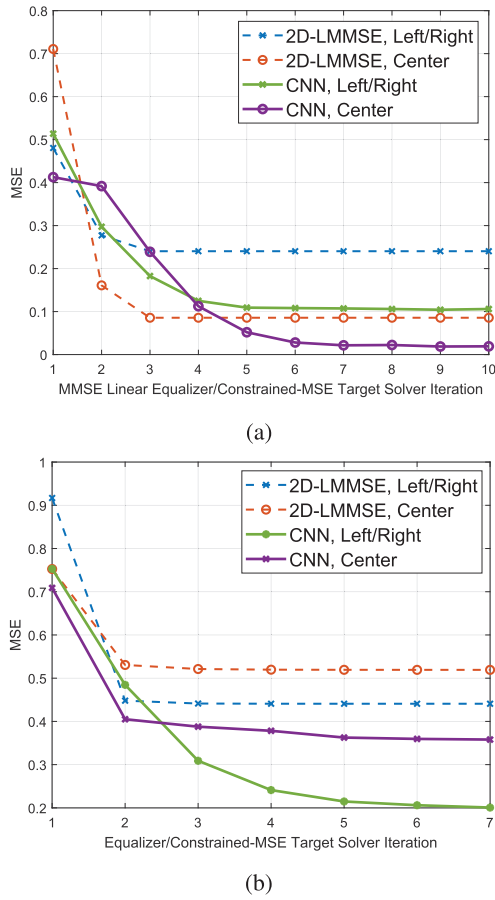 0.8
0.7
0.6
0.5
0.4
0.3
0.2
0.1
0
MSE
2D-LMMSE, Left/Right
2D-LMMSE, Center
CNN, Left/Right
CNN, Center
1 2 3 4 5 6 7 8 9 10
MMSE Linear Equalizer/Constrained-MSE Target Solver Iteration
(a)
1
0.9
0.8
0.7
0.6
0.5
0.4
0.3
0.2
MSE
2D-LMMSE, Left/Right
2D-LMMSE, Center
CNN, Left/Right
CNN, Center
1 2 3 4 5 6 7
Equalizer/Constrained-MSE Target Solver Iteration
(b)